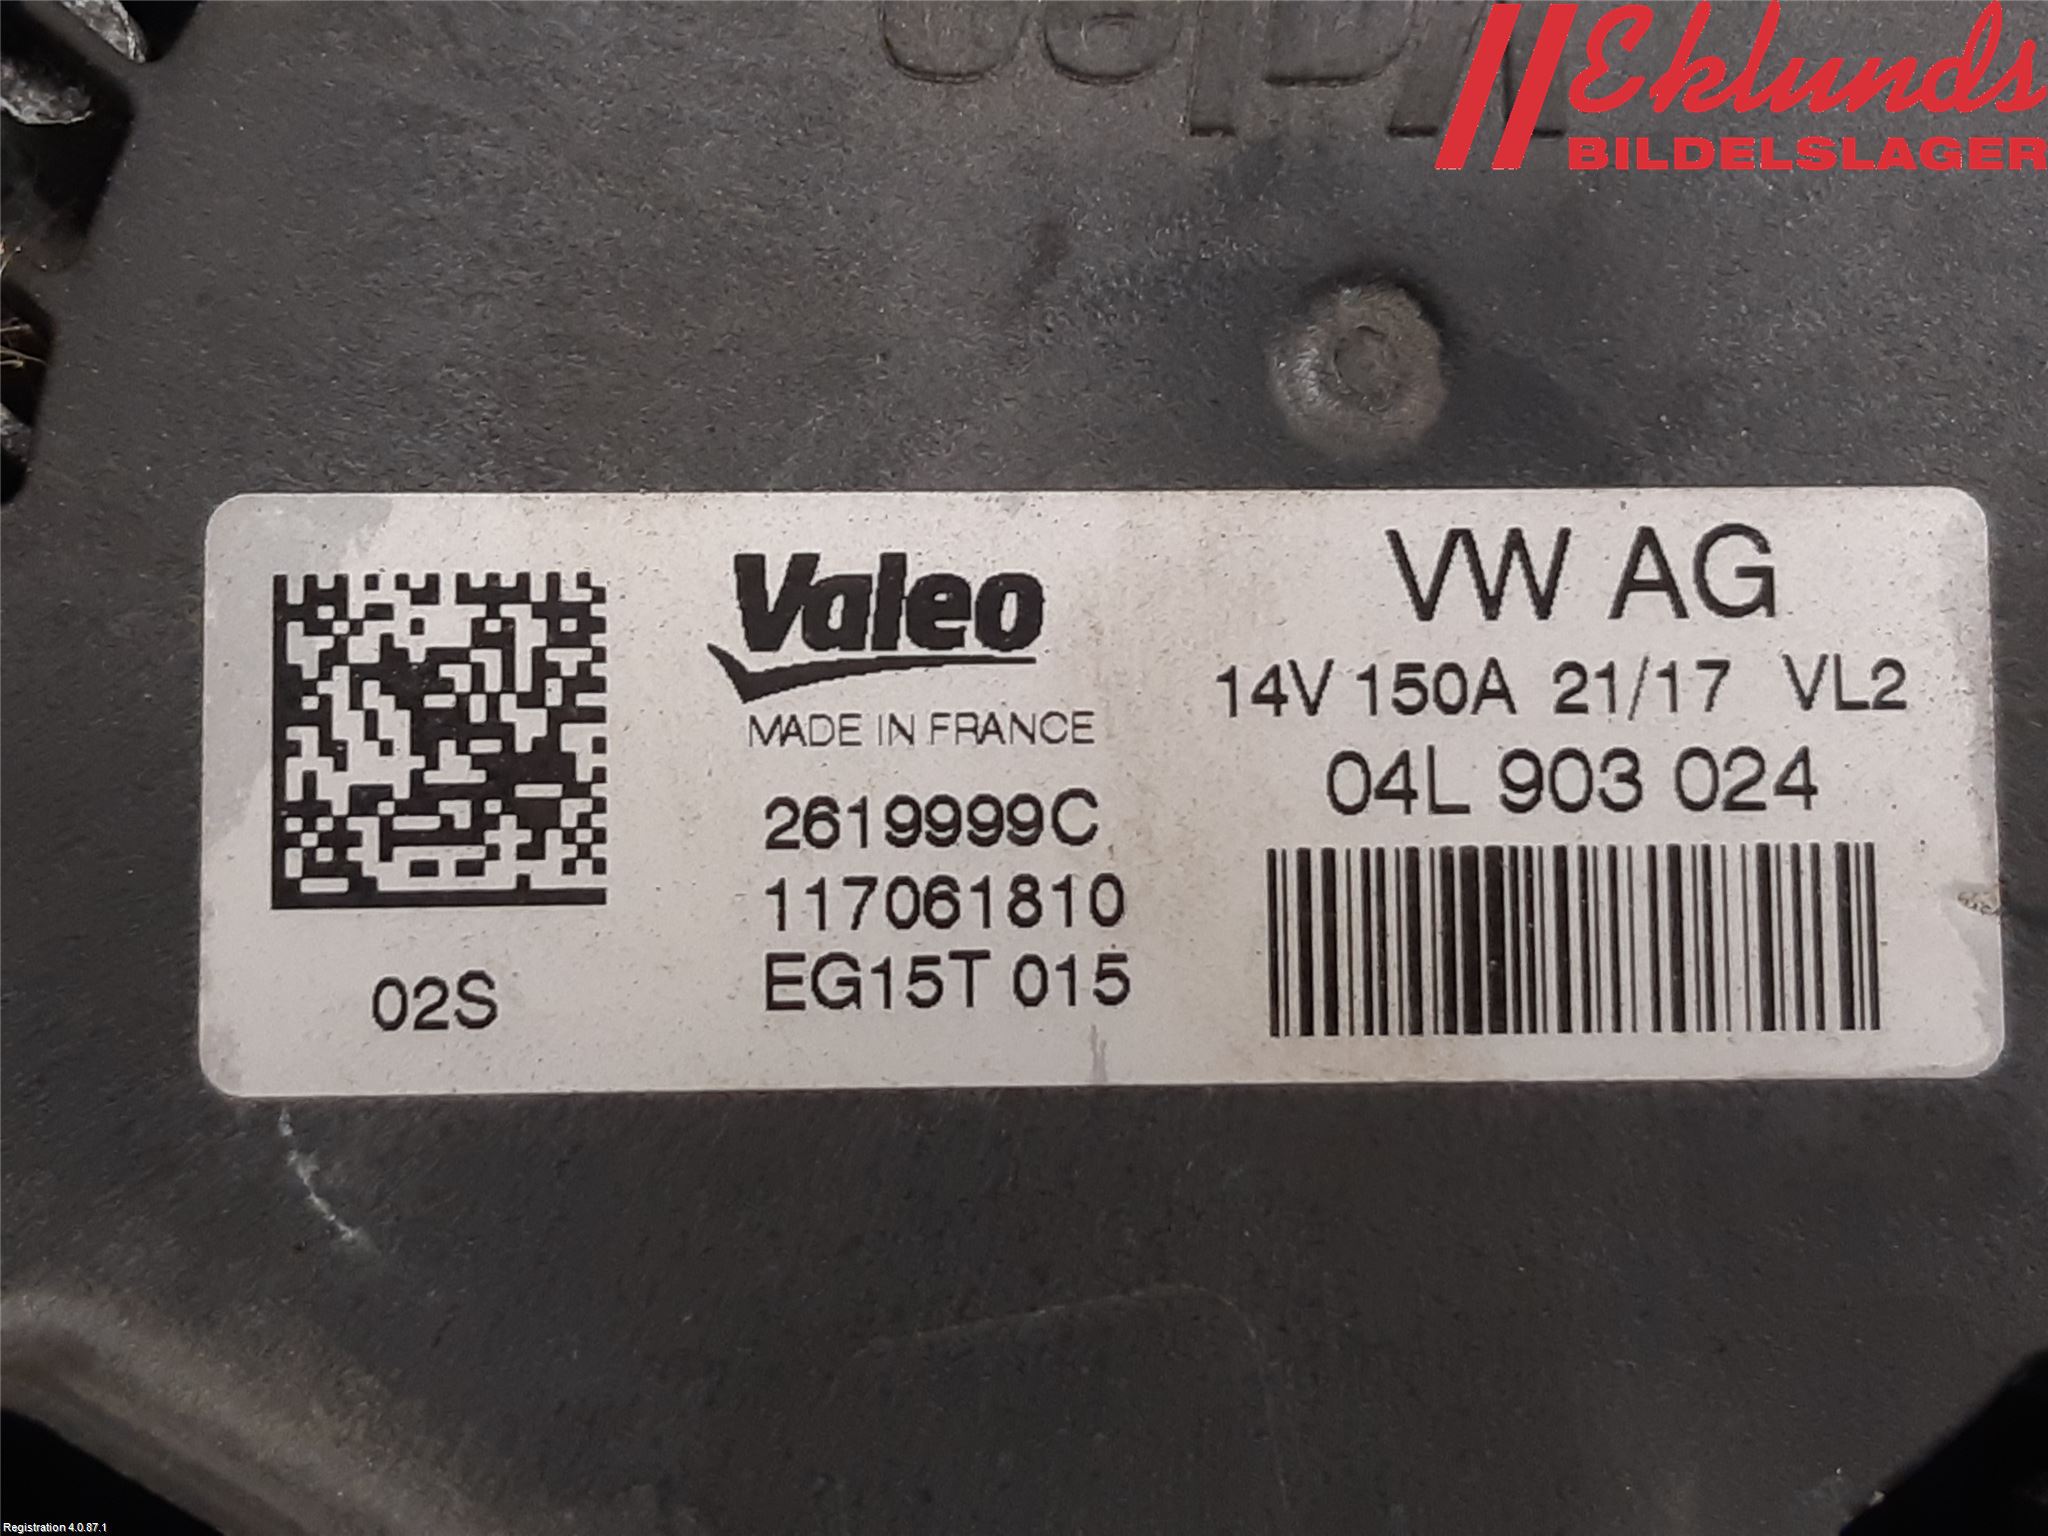 Eklunds
BILDELSLAGER
Valeo
MADE IN FRANCE
2619999C
117061810
EG15T 015
02S
VW AG
14V 150A 21/17 VL2
04L 903 024
Registration 4.0.87.1